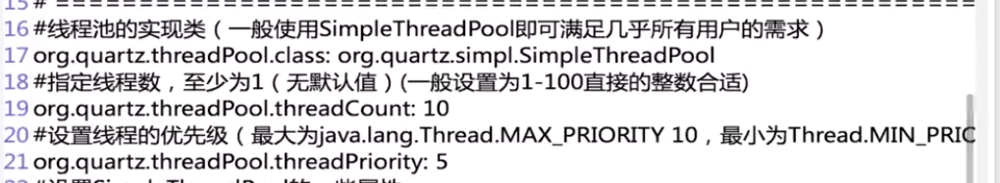 15 # ============================================
16 #线程池的实现类（一般使用SimpleThreadPool即可满足几乎所有用户的需求）
17 org.quartz.threadPool.class: org.quartz.simpl.SimpleThreadPool
18 #指定线程数，至少为1（无默认值）(一般设置为1-100直接的整数合适)
19 org.quartz.threadPool.threadCount: 10
20 #设置线程的优先级（最大为java.lang.Thread.MAX_PRIORITY 10，最小为Thread.MIN_PRIO
21 org.quartz.threadPool.threadPriority: 5